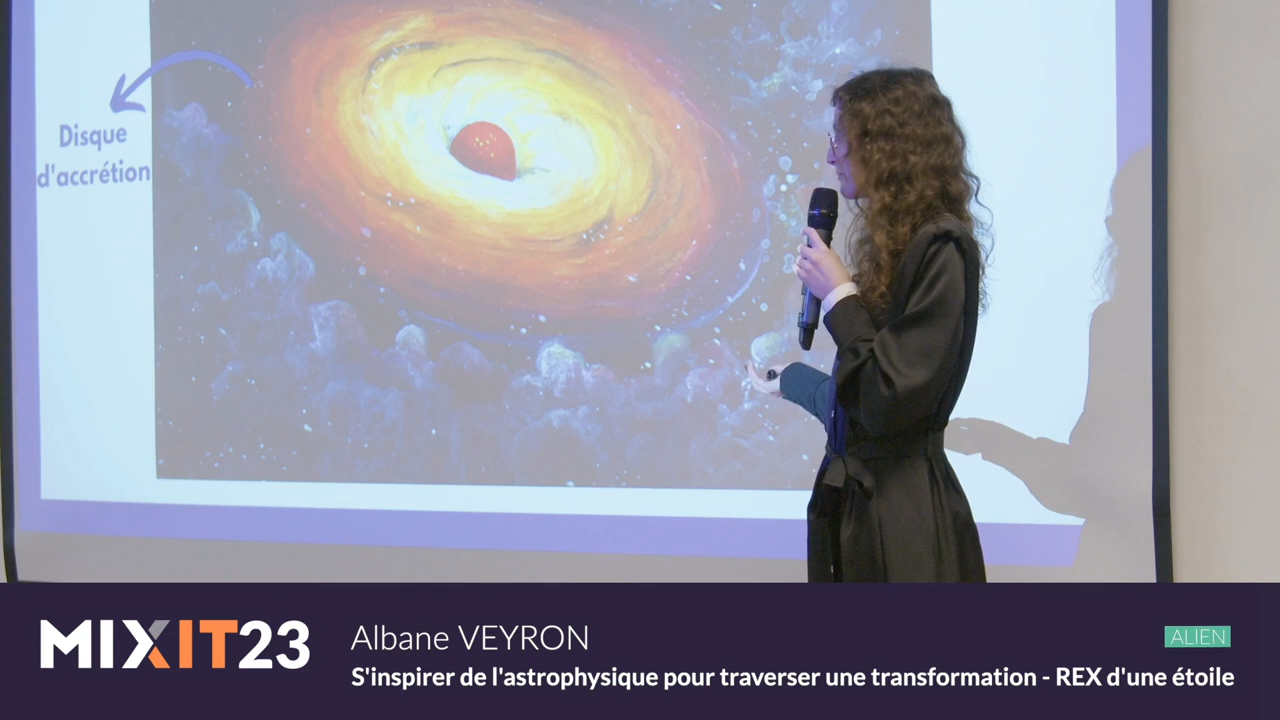 Disque
d'accrétion
MIXIT23
Albane VEYRON
ALIEN
S'inspirer de l'astrophysique pour traverser une transformation - REX d'une étoile